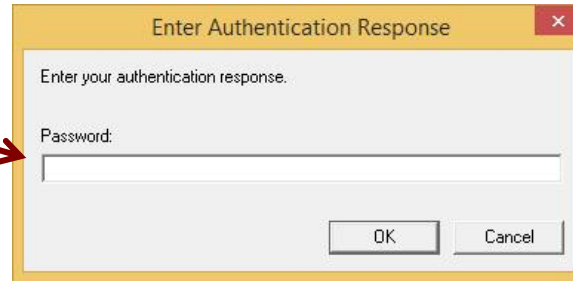 Enter Authentication Response
Enter your authentication response.
Password:
OK Cancel